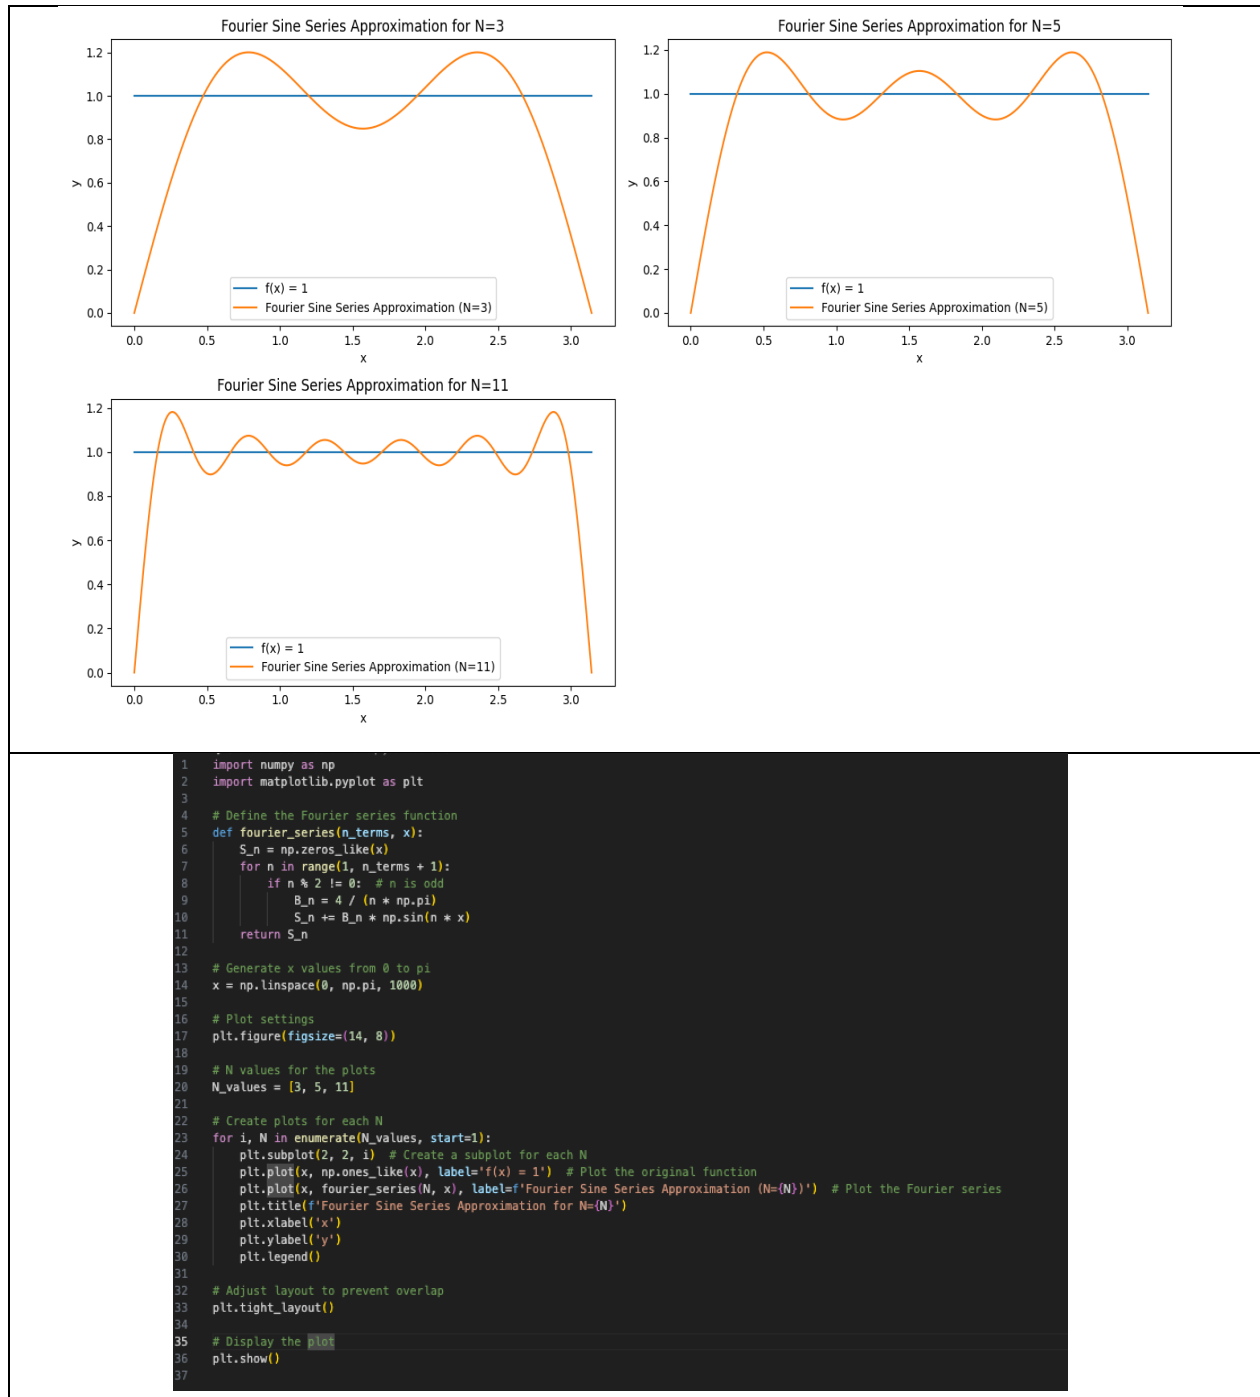 Fourier Sine Series Approximation for N=3
1.2
1.0
0.8
0.6
0.4
0.2
0.0
y
f(x) = 1
Fourier Sine Series Approximation (N=3)
0.0 0.5 1.0 1.5 2.0 2.5 3.0
x
Fourier Sine Series Approximation for N=5
1.2
1.0
0.8
0.6
0.4
0.2
0.0
y
f(x) = 1
Fourier Sine Series Approximation (N=5)
0.0 0.5 1.0 1.5 2.0 2.5 3.0
x
Fourier Sine Series Approximation for N=11
1.2
1.0
0.8
0.6
0.4
0.2
0.0
y
f(x) = 1
Fourier Sine Series Approximation (N=11)
0.0 0.5 1.0 1.5 2.0 2.5 3.0
x
1 import numpy as np
2 import matplotlib.pyplot as plt
3
4 # Define the Fourier series function
5 def fourier_series(n_terms, x):
6     S_n = np.zeros_like(x)
7     for n in range(1, n_terms + 1):
8         if n % 2 != 0:  # n is odd
9             B_n = 4 / (n * np.pi)
10             S_n += B_n * np.sin(n * x)
11     return S_n
12
13 # Generate x values from 0 to pi
14 x = np.linspace(0, np.pi, 1000)
15
16 # Plot settings
17 plt.figure(figsize=(14, 8))
18
19 # N values for the plots
20 N_values = [3, 5, 11]
21
22 # Create plots for each N
23 for i, N in enumerate(N_values, start=1):
24     plt.subplot(2, 2, i)  # Create a subplot for each N
25     plt.plot(x, np.ones_like(x), label='f(x) = 1')  # Plot the original function
26     plt.plot(x, fourier_series(N, x), label=f'Fourier Sine Series Approximation (N={N})')  # Plot the Fourier series
27     plt.title(f'Fourier Sine Series Approximation for N={N}')
28     plt.xlabel('x')
29     plt.ylabel('y')
30     plt.legend()
31
32 # Adjust layout to prevent overlap
33 plt.tight_layout()
34
35 # Display the plot
36 plt.show()
37